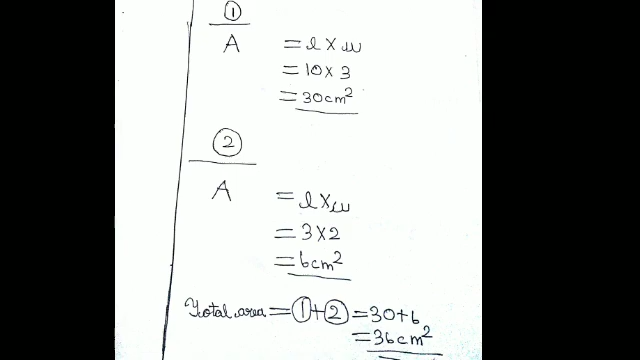 ①
A = l × w
= 10 × 3
= 30cm²
②
A = l × w
= 3 × 2
= 6cm²
Total area = ① + ② = 30 + 6
= 36cm²